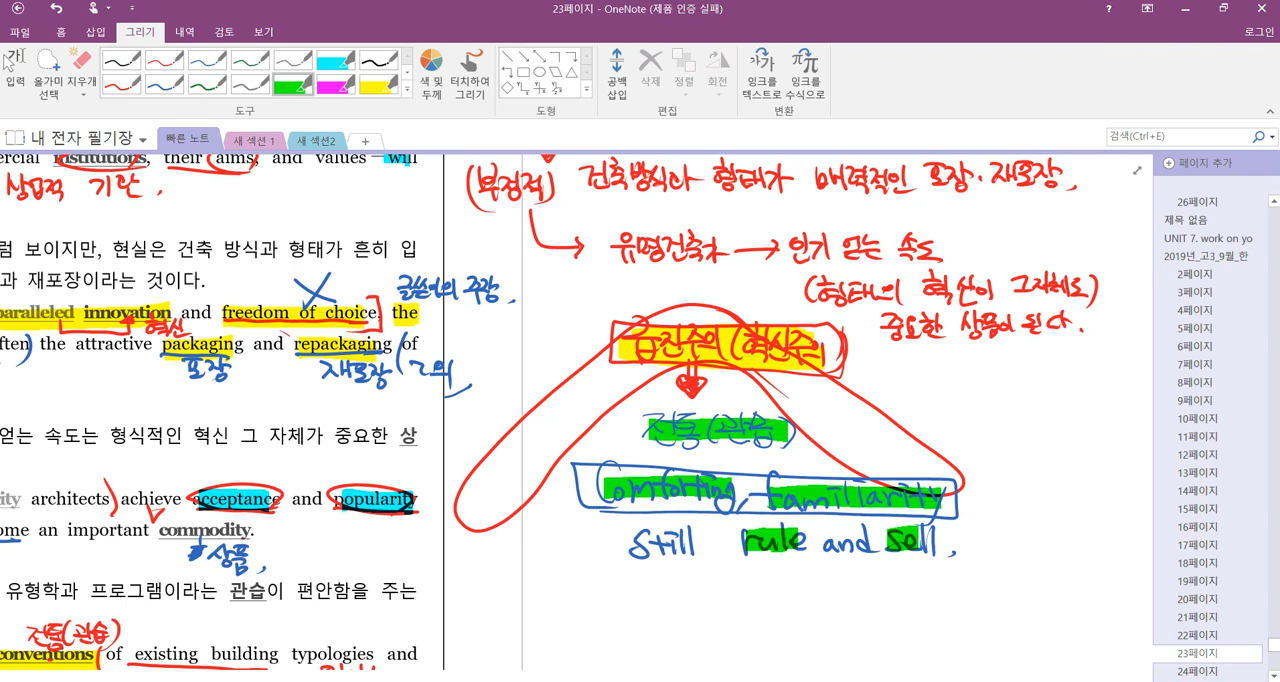 23페이지 - OneNote (제품 인증 실패)
?
파일 홈 삽입 그리기 내역 검토 보기
로그인
입력 올가미 선택 지우개
색 및 두께 터치하여 그리기
공백 삽입 삭제 정렬 회전
잉크를 텍스트로 잉크를 수식으로
도구 도형 편집 변환
내 전자 필기장 빠른 노트 새 섹션 1 새 섹션2 +
검색(Ctrl+E)
페이지 추가
ercial institutions, their aims, and values—will
상업적 기관,
럼 보이지만, 현실은 건축 방식과 형태가 흔히 입
과 재포장이라는 것이다.
글쓴이의 주장,
paralleled innovation and freedom of choice, the
혁신
often) the attractive packaging and repackaging of
포장 재포장
얻는 속도는 형식적인 혁신 그 자체가 중요한 상
ity architects) achieve acceptance and popularity
ome an important commodity.
상품,
유형학과 프로그램이라는 관습이 편안함을 주는
전통(관습)
conventions (of existing building typologies and
(부정적) 건축방식과 형태가 매력적인 포장·재포장,
유명건축가 → 인기 얻는 속도
(형태의 혁신이 그자체로)
중요한 상품이 된다.
급진주의(혁신주의)
전통(관습)
Comforting, familiarity
still rule and sell,
26페이지
제목 없음
UNIT 7. work on yo
2019년_고3_9월_한
2페이지
3페이지
4페이지
5페이지
6페이지
7페이지
8페이지
9페이지
10페이지
11페이지
12페이지
13페이지
14페이지
15페이지
16페이지
17페이지
18페이지
19페이지
20페이지
21페이지
22페이지
23페이지
24페이지